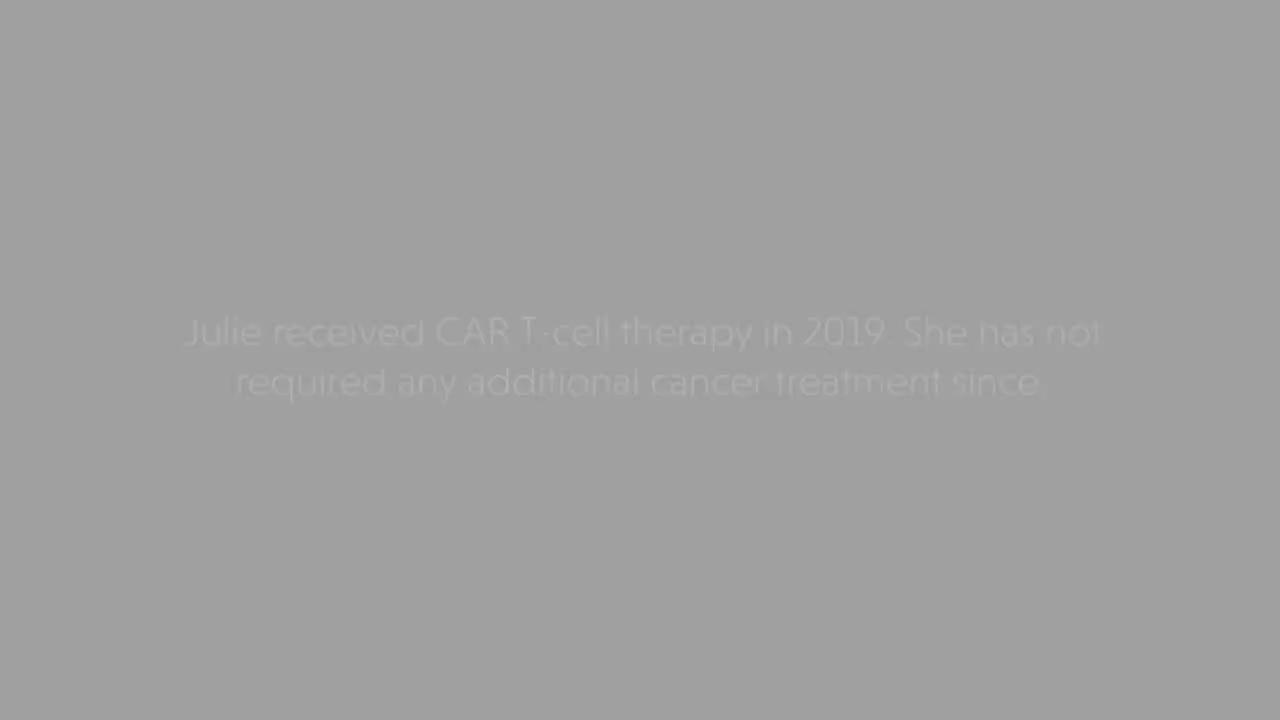 Julie received CAR T-cell therapy in 2019. She has not
required any additional cancer treatment since.